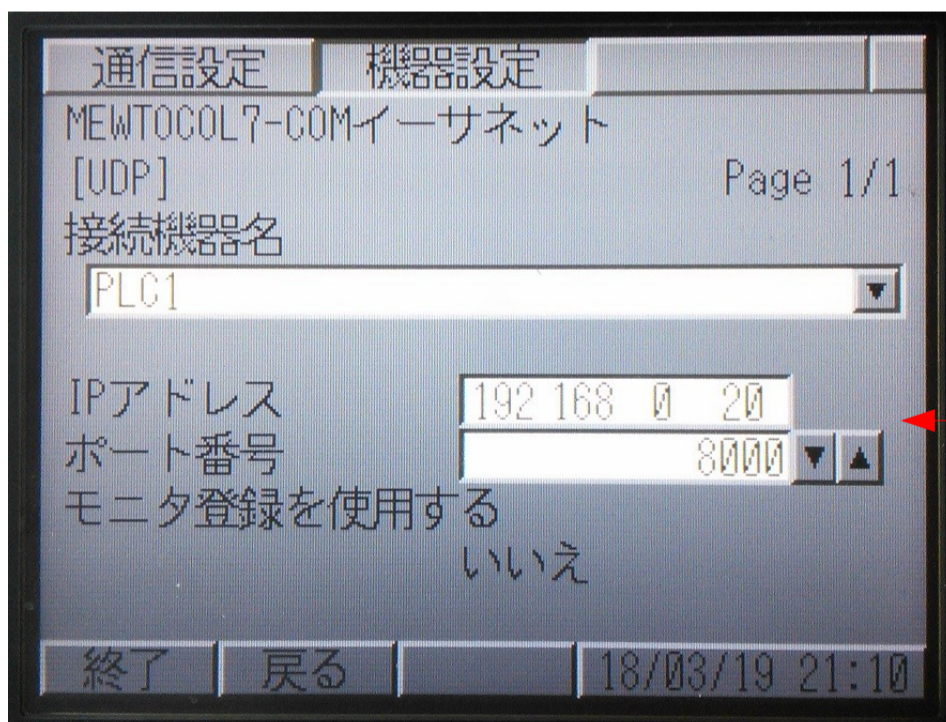 通信設定 機器設定
MEWTOCOL7-COMイーサネット
[UDP] Page 1/1
接続機器名
PLC1
IPアドレス 192 168 0 20
ポート番号 8000
モニタ登録を使用する
いいえ
終了 戻る 18/03/19 21:10